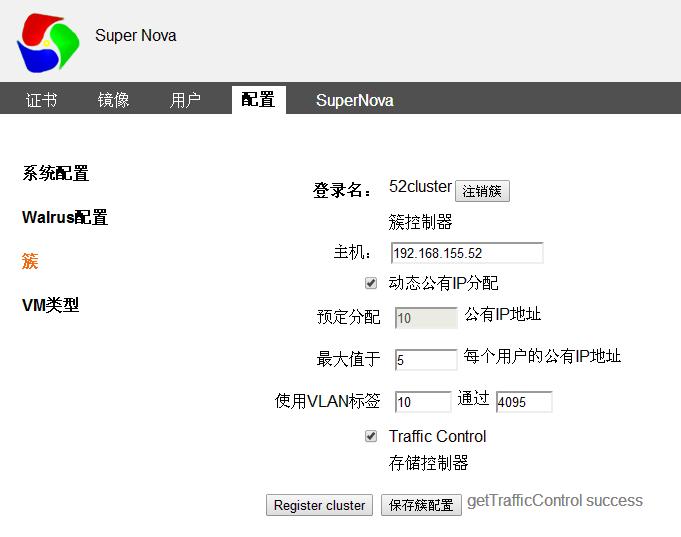 Super Nova
证书 镜像 用户 配置 SuperNova
系统配置
Walrus配置
簇
VM类型
登录名： 52cluster 注销簇
簇控制器
主机： 192.168.155.52
动态公有IP分配
预定分配 10 公有IP地址
最大值于 5 每个用户的公有IP地址
使用VLAN标签 10 通过 4095
Traffic Control
存储控制器
Register cluster 保存簇配置 getTrafficControl success